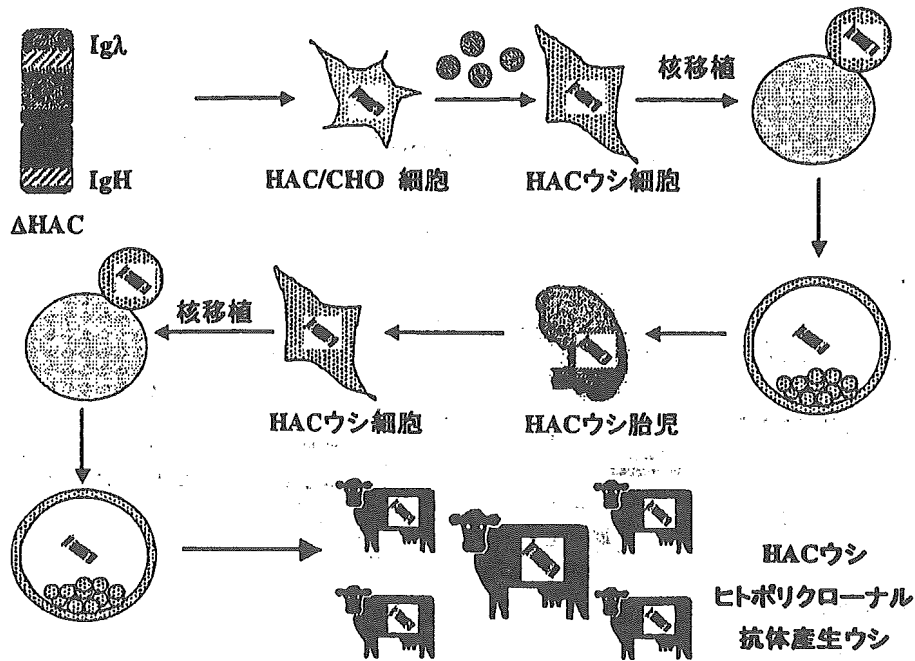 Igλ
IgH
ΔHAC
HAC/CHO 細胞
HACウシ細胞
核移植
核移植
HACウシ細胞
HACウシ胎児
HACウシ
ヒトポリクローナル
抗体産生ウシ